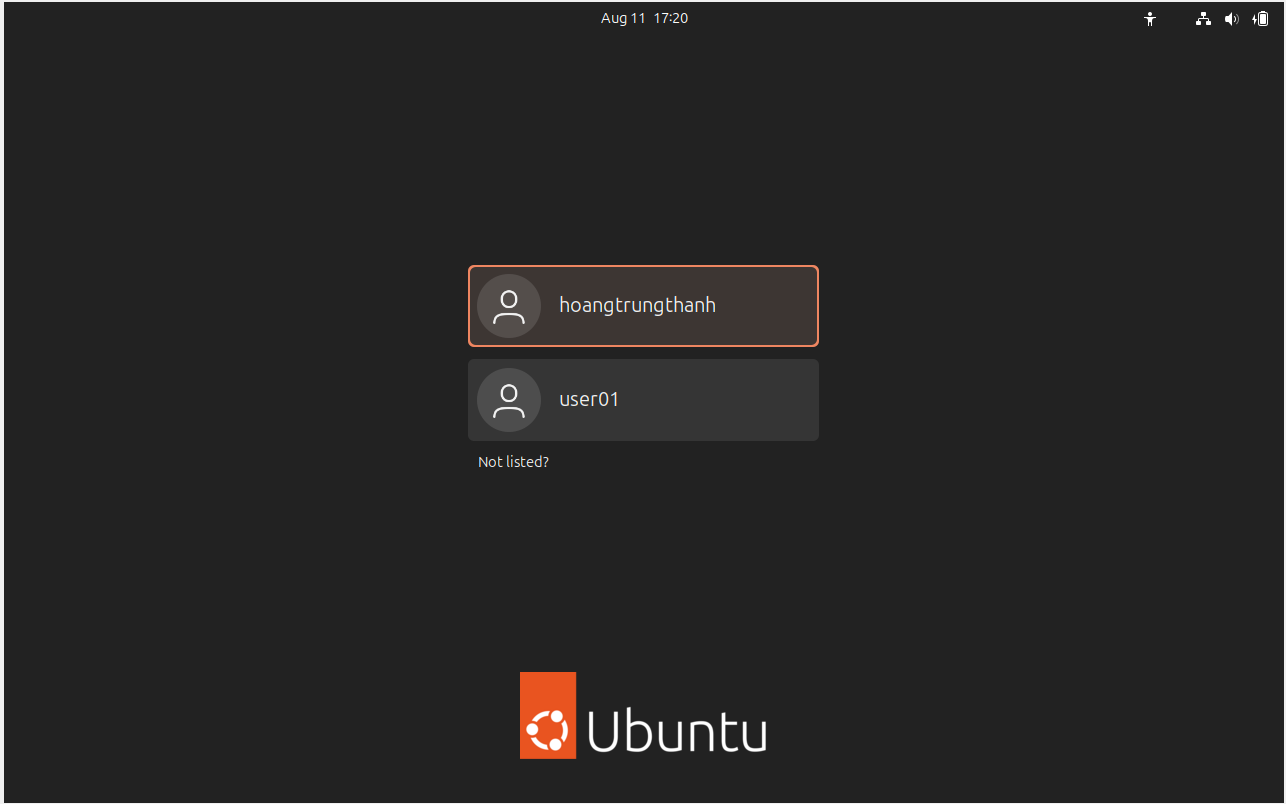 Aug 11  17:20
hoangtrungthanh
user01
Not listed?
Ubuntu